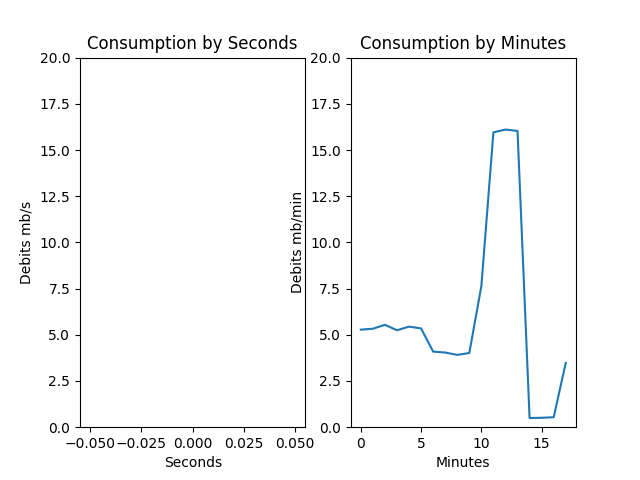 Consumption by Seconds
Debits mb/s
20.0
17.5
15.0
12.5
10.0
7.5
5.0
2.5
0.0
−0.050 −0.025 0.000 0.025 0.050
Seconds
Consumption by Minutes
Debits mb/min
20.0
17.5
15.0
12.5
10.0
7.5
5.0
2.5
0.0
0 5 10 15
Minutes